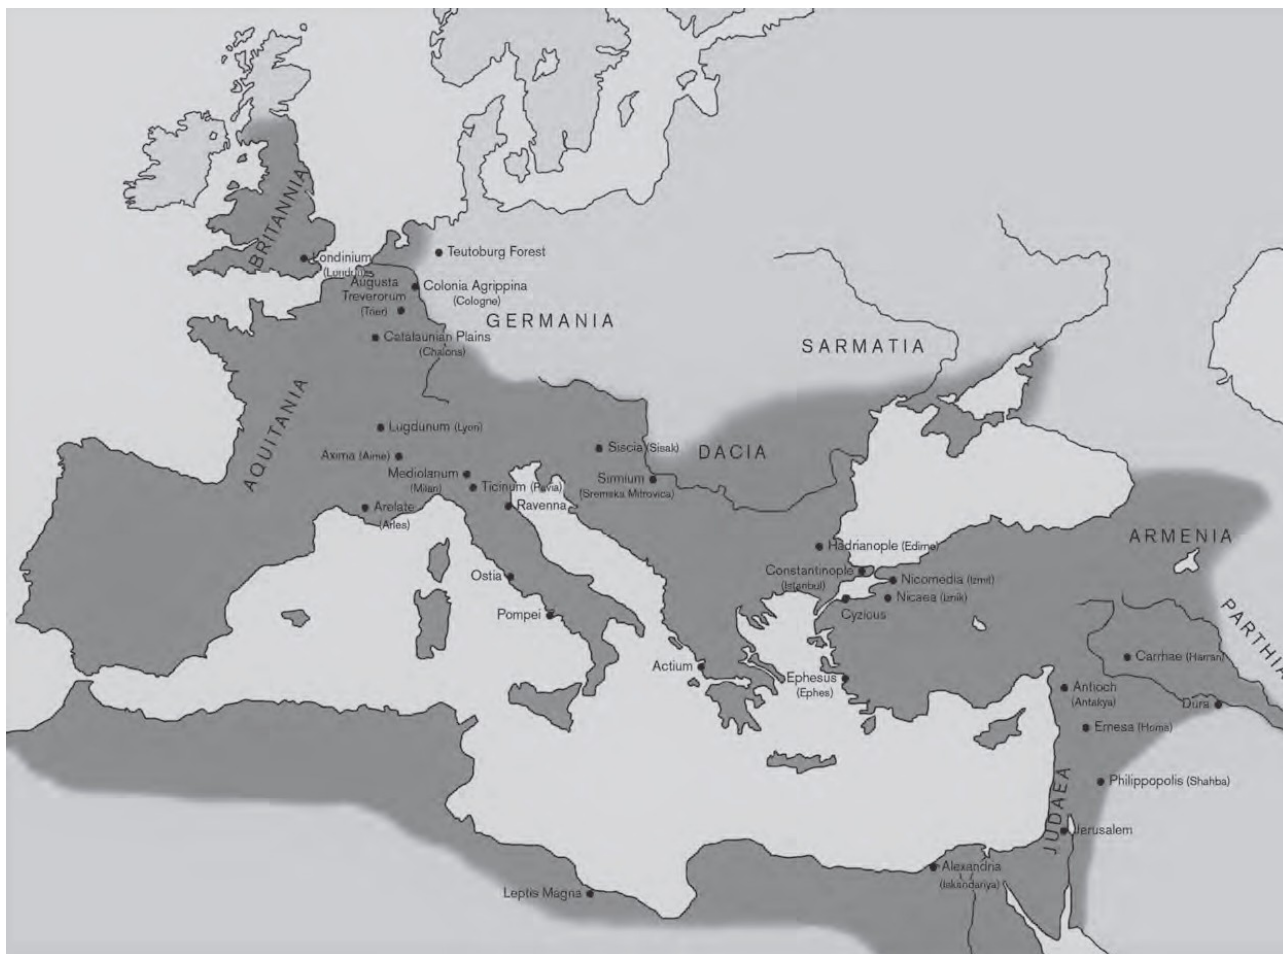 BRITANNIA
Londinium
Teutoburg Forest
Augusta
Treverorum
(Trier)
Colonia Agrippina
(Cologne)
GERMANIA
Catalaunian Plains
(Chalons)
SARMATIA
AQUITANIA
Lugdunum (Lyon)
Axima (Aime)
Mediolanum
(Milan)
Ticinum (Pavia)
Ravenna
Arelate
(Arles)
Siscia (Sisak)
Sirmium
(Sremska Mitrovica)
DACIA
Ostia
Pompei
Hadrianople (Edirne)
Constantinople
(Istanbul)
Nicomedia (Izmit)
Nicaea (Iznik)
Cyzicus
ARMENIA
PARTHIA
Actium
Ephesus
(Ephes)
Carrhae (Harran)
Antioch
(Antakya)
Dura
Emesa (Homs)
Philippopolis (Shahba)
JUDAEA
Jerusalem
Alexandria
(Iskandariya)
Leptis Magna